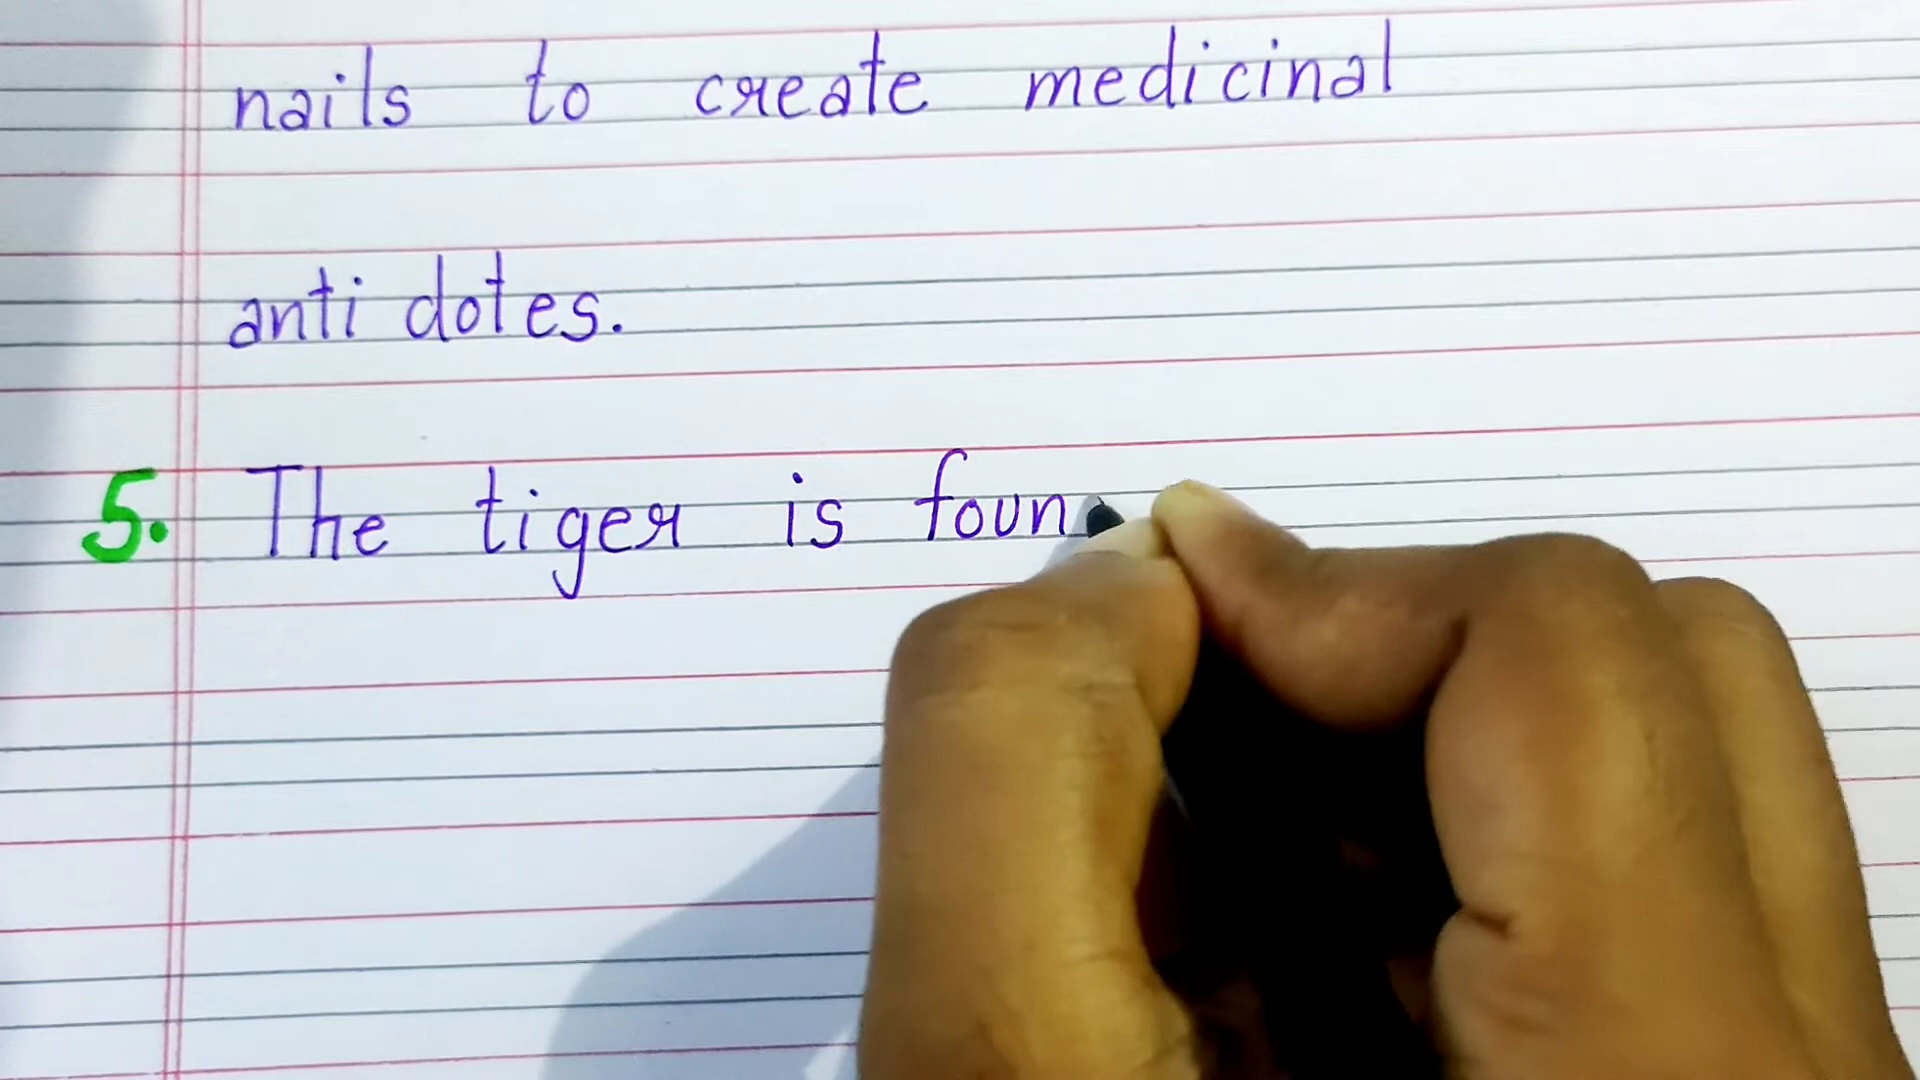 nails to create medicinal
anti dotes.
5. The tiger is foun